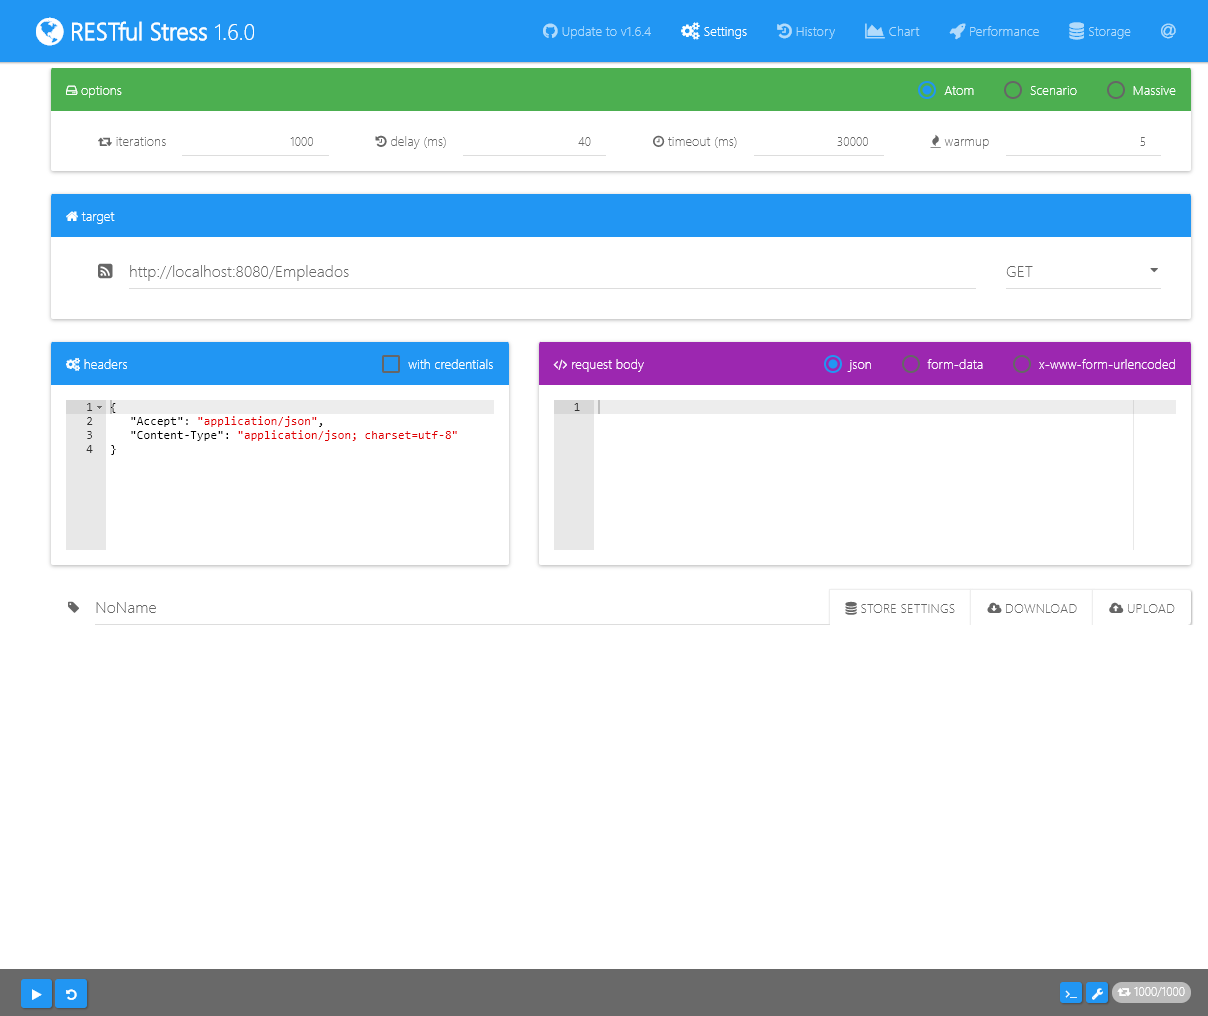 RESTful Stress 1.6.0 Update to v1.6.4 Settings History Chart Performance Storage @
options Atom Scenario Massive
iterations 1000 delay (ms) 40 timeout (ms) 30000 warmup 5
target
http://localhost:8080/Empleados GET
headers with credentials
1 {
2 "Accept": "application/json",
3 "Content-Type": "application/json; charset=utf-8"
4 }
</> request body json form-data x-www-form-urlencoded
1
NoName STORE SETTINGS DOWNLOAD UPLOAD
>_ 1000/1000